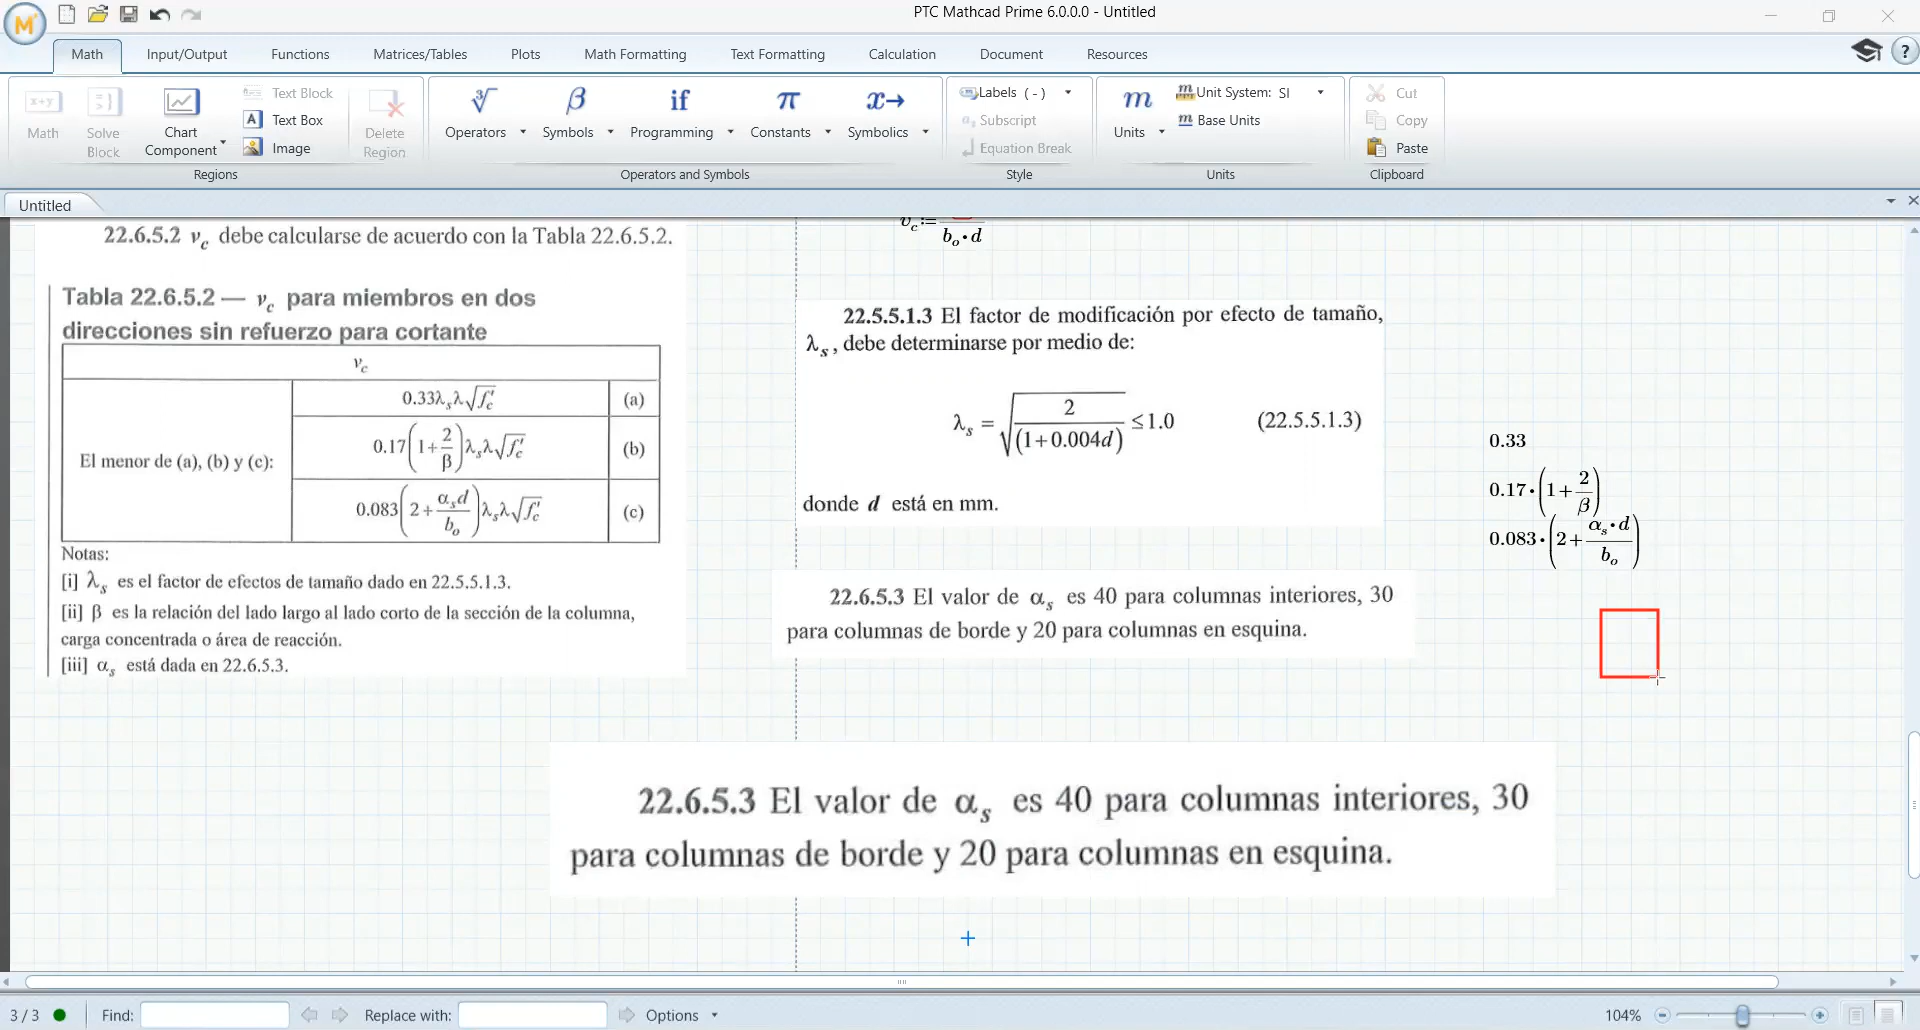 PTC Mathcad Prime 6.0.0.0 - Untitled
Math Input/Output Functions Matrices/Tables Plots Math Formatting Text Formatting Calculation Document Resources
Math
Solve Block
Chart Component
Text Block
Text Box
Image
Delete Region
Regions
∛ Operators
β Symbols
if Programming
π Constants
x→ Symbolics
Operators and Symbols
Labels ( - )
Subscript
Equation Break
Style
m Units
Unit System: SI
Base Units
Units
Cut
Copy
Paste
Clipboard
Untitled
22.6.5.2 v_c debe calcularse de acuerdo con la Tabla 22.6.5.2.
Tabla 22.6.5.2 — v_c para miembros en dos
direcciones sin refuerzo para cortante
v_c
El menor de (a), (b) y (c):
0.33λ_sλ√f'_c (a)
0.17(1+2/β)λ_sλ√f'_c (b)
0.083(2+α_sd/b_o)λ_sλ√f'_c (c)
Notas:
[i] λ_s es el factor de efectos de tamaño dado en 22.5.5.1.3.
[ii] β es la relación del lado largo al lado corto de la sección de la columna,
carga concentrada o área de reacción.
[iii] α_s está dada en 22.6.5.3.
v_c:=
b_o·d
22.5.5.1.3 El factor de modificación por efecto de tamaño,
λ_s, debe determinarse por medio de:
λ_s = √(2/(1+0.004d)) ≤1.0 (22.5.5.1.3)
donde d está en mm.
22.6.5.3 El valor de α_s es 40 para columnas interiores, 30
para columnas de borde y 20 para columnas en esquina.
0.33
0.17·(1+2/β)
0.083·(2+α_s·d/b_o)
22.6.5.3 El valor de α_s es 40 para columnas interiores, 30
para columnas de borde y 20 para columnas en esquina.
3 / 3 Find: Replace with: Options 104%